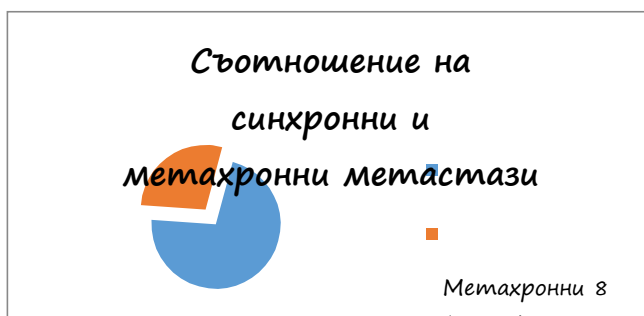 Съотношение на
синхронни и
метахронни метастази
Метахронни 8